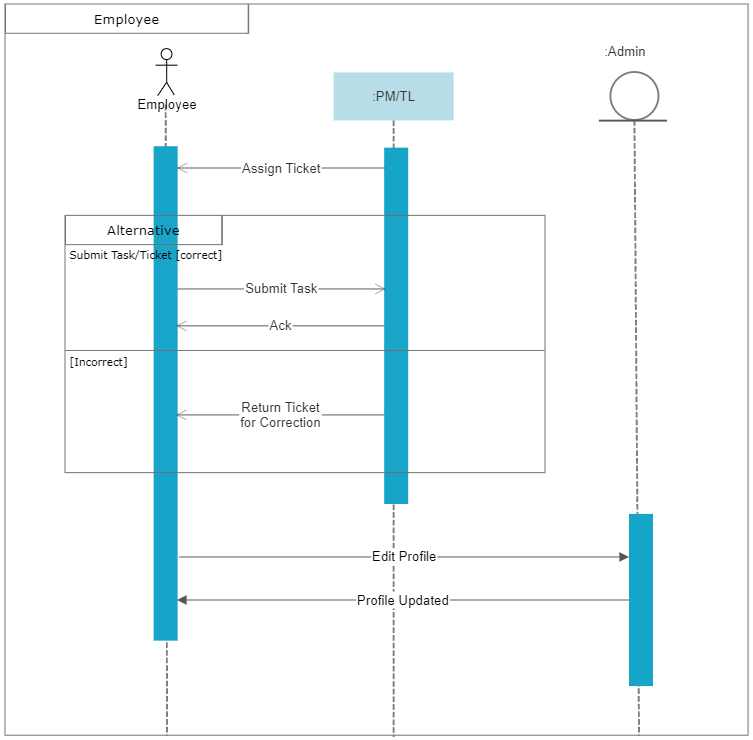 Employee
:Admin
:PM/TL
Employee
Assign Ticket
Alternative
Submit Task/Ticket [correct]
Submit Task
Ack
[Incorrect]
Return Ticket
for Correction
Edit Profile
Profile Updated